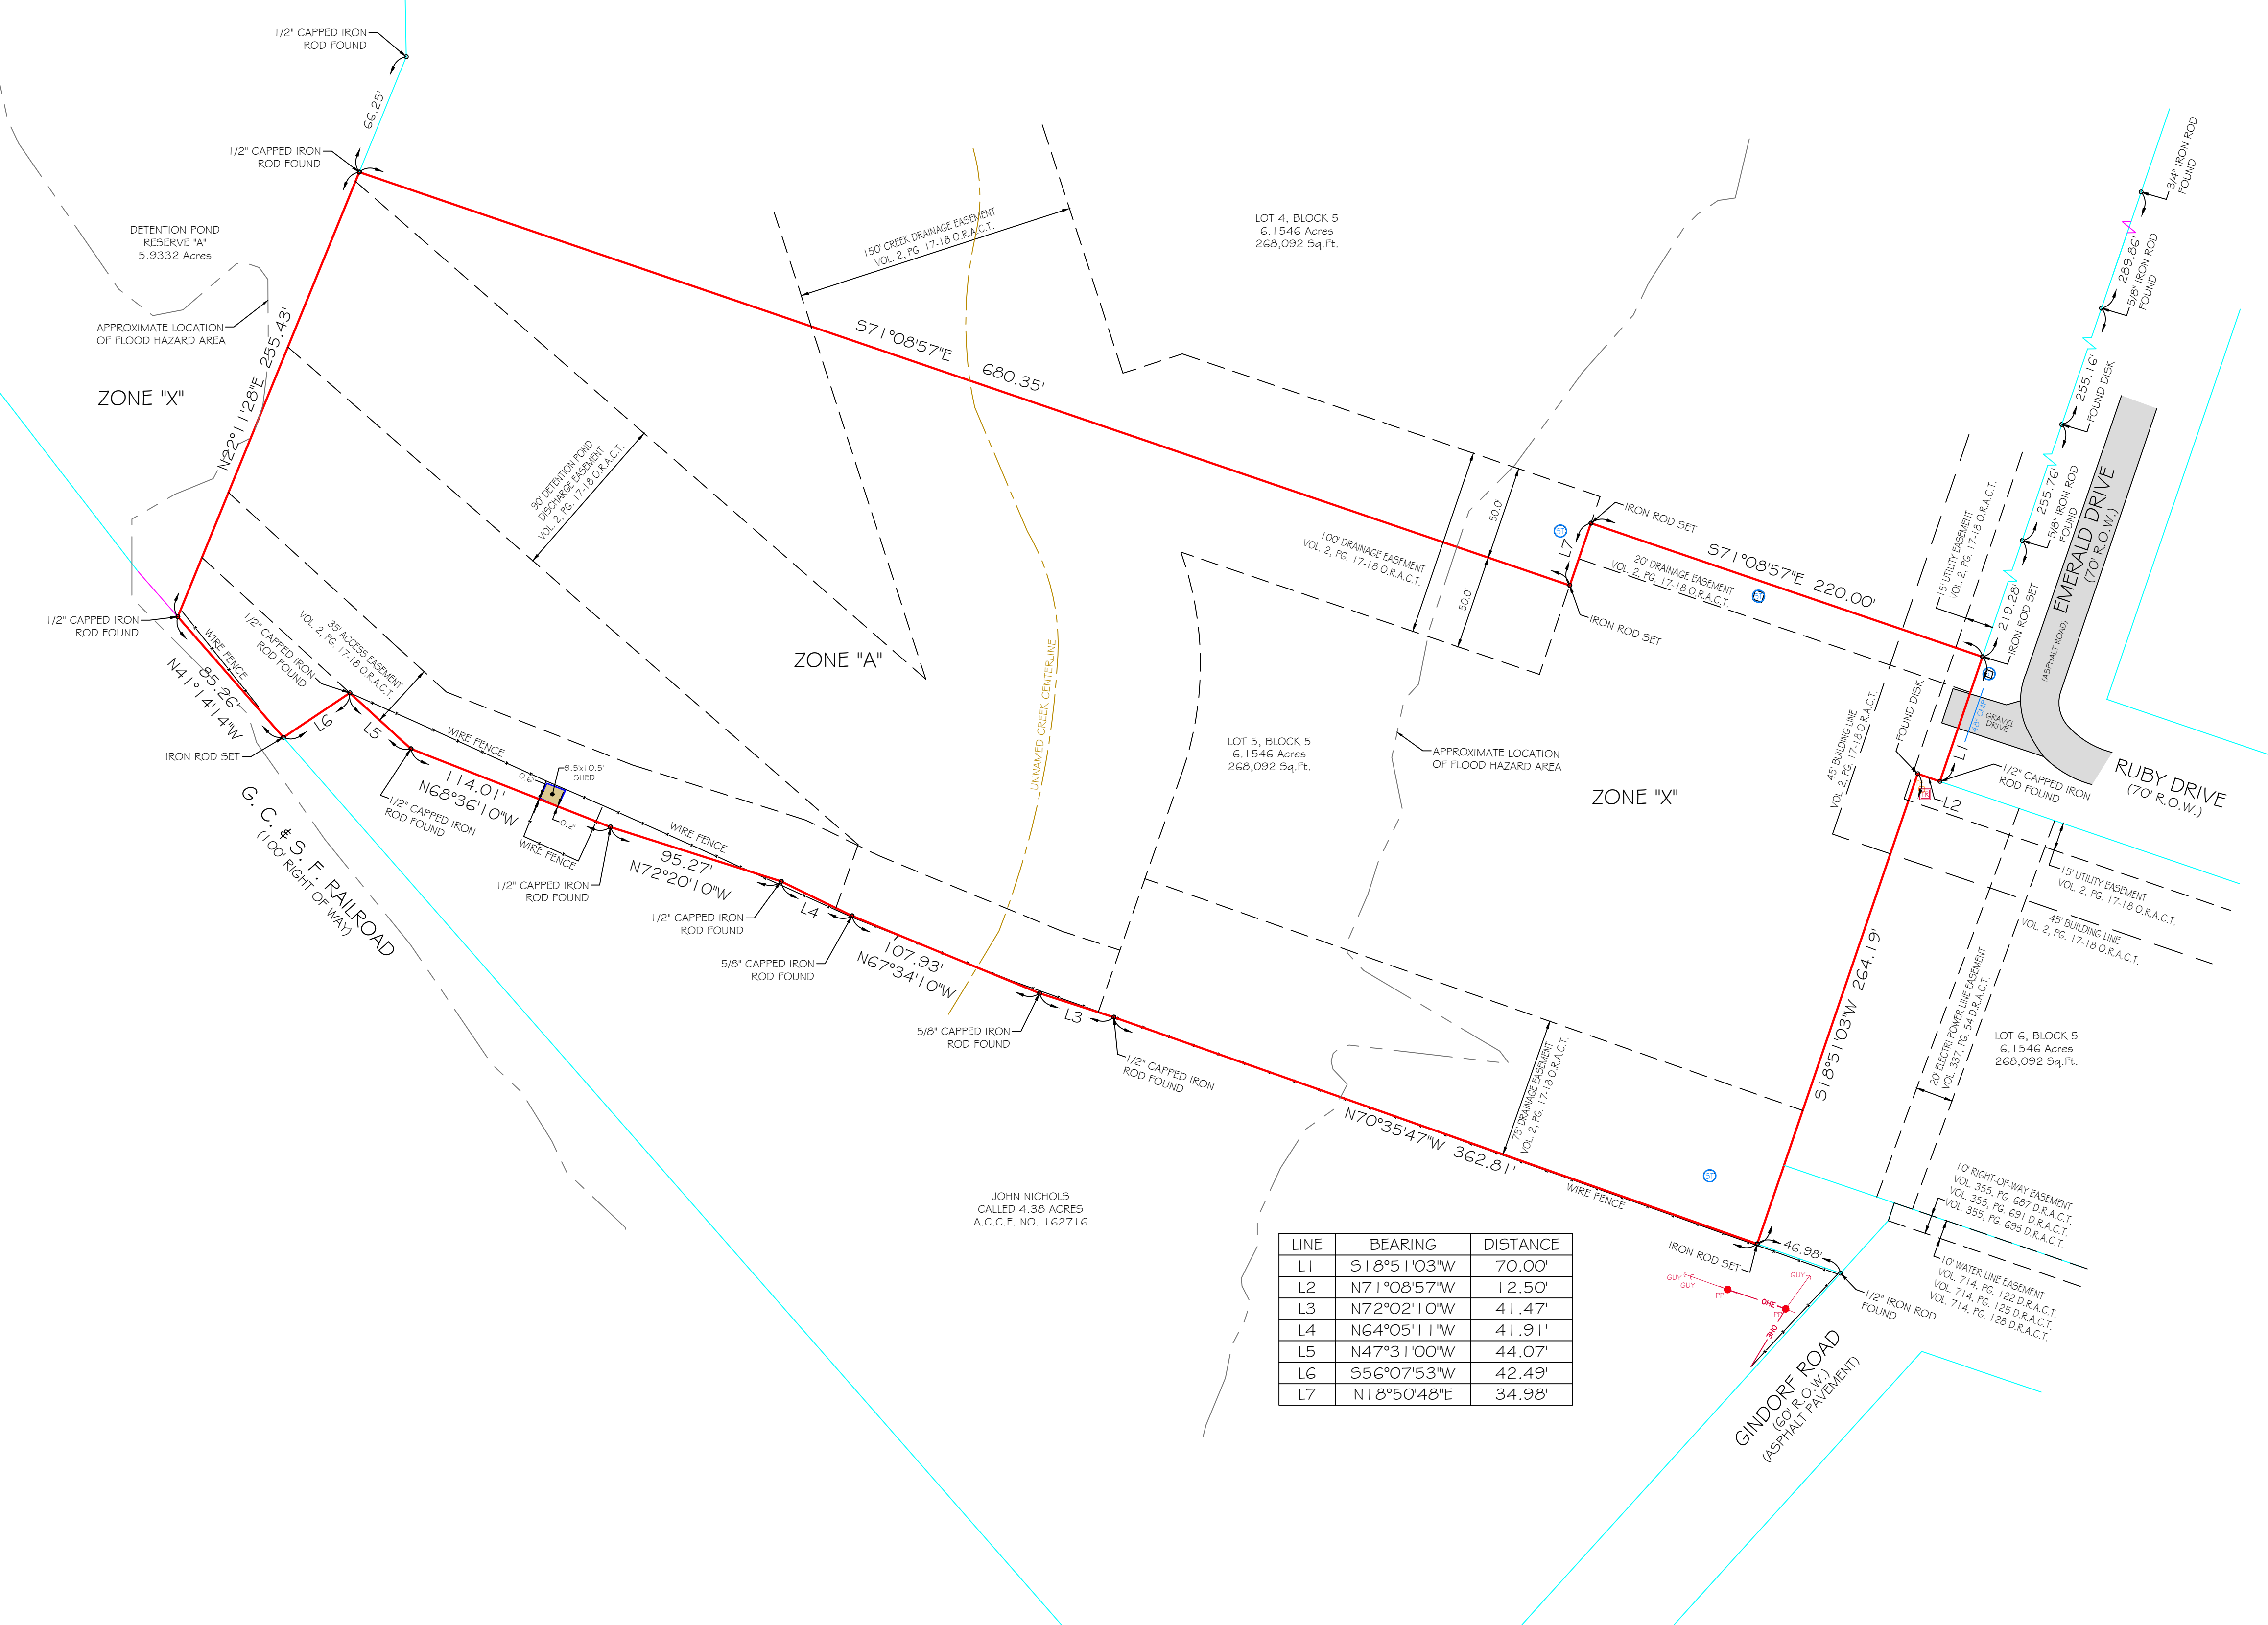 1/2" CAPPED IRON
ROD FOUND
66.25'
1/2" CAPPED IRON
ROD FOUND
DETENTION POND
RESERVE "A"
5.9332 Acres
APPROXIMATE LOCATION
OF FLOOD HAZARD AREA
ZONE "X"
N22°11'28"E 255.43'
150' CREEK DRAINAGE EASEMENT
VOL. 2, PG. 17-18 O.R.A.C.T.
LOT 4, BLOCK 5
6.1546 Acres
268,092 Sq.Ft.
S71°08'57"E 680.35'
90' DETENTION POND
DISCHARGE EASEMENT
VOL. 2, PG. 17-18 O.R.A.C.T.
3/4" IRON ROD
FOUND
289.86'
5/8" IRON ROD
FOUND
255.16'
FOUND DISK
255.76'
5/8" IRON ROD
FOUND
219.28'
IRON ROD SET
EMERALD DRIVE
(70' R.O.W.)
(ASPHALT ROAD)
15' UTILITY EASEMENT
VOL. 2, PG. 17-18 O.R.A.C.T.
IRON ROD SET
S71°08'57"E 220.00'
20' DRAINAGE EASEMENT
VOL. 2, PG. 17-18 O.R.A.C.T.
ST
ST
L7
50.0'
50.0'
100' DRAINAGE EASEMENT
VOL. 2, PG. 17-18 O.R.A.C.T.
IRON ROD SET
1/2" CAPPED IRON
ROD FOUND
WIRE FENCE
85.26'
N41°14'14"W
1/2" CAPPED IRON
ROD FOUND
35' ACCESS EASEMENT
VOL. 2, PG. 17-18 O.R.A.C.T.
L6
L5
IRON ROD SET
ZONE "A"
UNNAMED CREEK CENTERLINE
LOT 5, BLOCK 5
6.1546 Acres
268,092 Sq.Ft.
APPROXIMATE LOCATION
OF FLOOD HAZARD AREA
ZONE "X"
45' BUILDING LINE
VOL. 2, PG. 17-18 O.R.A.C.T.
FOUND DISK
GRAVEL
DRIVE
48" CMP
L1
L2
1/2" CAPPED IRON
ROD FOUND
RUBY DRIVE
(70' R.O.W.)
WIRE FENCE
0.6'
9.5'x10.5'
SHED
0.2'
114.01'
N68°36'10"W
1/2" CAPPED IRON
ROD FOUND
WIRE FENCE
WIRE FENCE
1/2" CAPPED IRON
ROD FOUND
95.27'
N72°20'10"W
1/2" CAPPED IRON
ROD FOUND
L4
5/8" CAPPED IRON
ROD FOUND
107.93'
N67°34'10"W
5/8" CAPPED IRON
ROD FOUND
L3
1/2" CAPPED IRON
ROD FOUND
G. C. & S. F. RAILROAD
(100' RIGHT OF WAY)
15' UTILITY EASEMENT
VOL. 2, PG. 17-18 O.R.A.C.T.
45' BUILDING LINE
VOL. 2, PG. 17-18 O.R.A.C.T.
S18°51'03"W 264.19'
20' ELECTRI POWER LINE EASEMENT
VOL. 337, PG. 54 D.R.A.C.T.
LOT 6, BLOCK 5
6.1546 Acres
268,092 Sq.Ft.
75' DRAINAGE EASEMENT
VOL. 2, PG. 17-18 O.R.A.C.T.
N70°35'47"W 362.81'
WIRE FENCE
ST
JOHN NICHOLS
CALLED 4.38 ACRES
A.C.C.F. NO. 162716
10' RIGHT-OF-WAY EASEMENT
VOL. 355, PG. 687 D.R.A.C.T.
VOL. 355, PG. 691 D.R.A.C.T.
VOL. 355, PG. 695 D.R.A.C.T.
10' WATER LINE EASEMENT
VOL. 714, PG. 122 D.R.A.C.T.
VOL. 714, PG. 125 D.R.A.C.T.
VOL. 714, PG. 128 D.R.A.C.T.
IRON ROD SET
46.98'
GUY
GUY
GUY
PP
PP
OHE
OHE
1/2" IRON ROD
FOUND
GINDORF ROAD
(60' R.O.W.)
(ASPHALT PAVEMENT)
LINE BEARING DISTANCE
L1 S18°51'03"W 70.00'
L2 N71°08'57"W 12.50'
L3 N72°02'10"W 41.47'
L4 N64°05'11"W 41.91'
L5 N47°31'00"W 44.07'
L6 S56°07'53"W 42.49'
L7 N18°50'48"E 34.98'